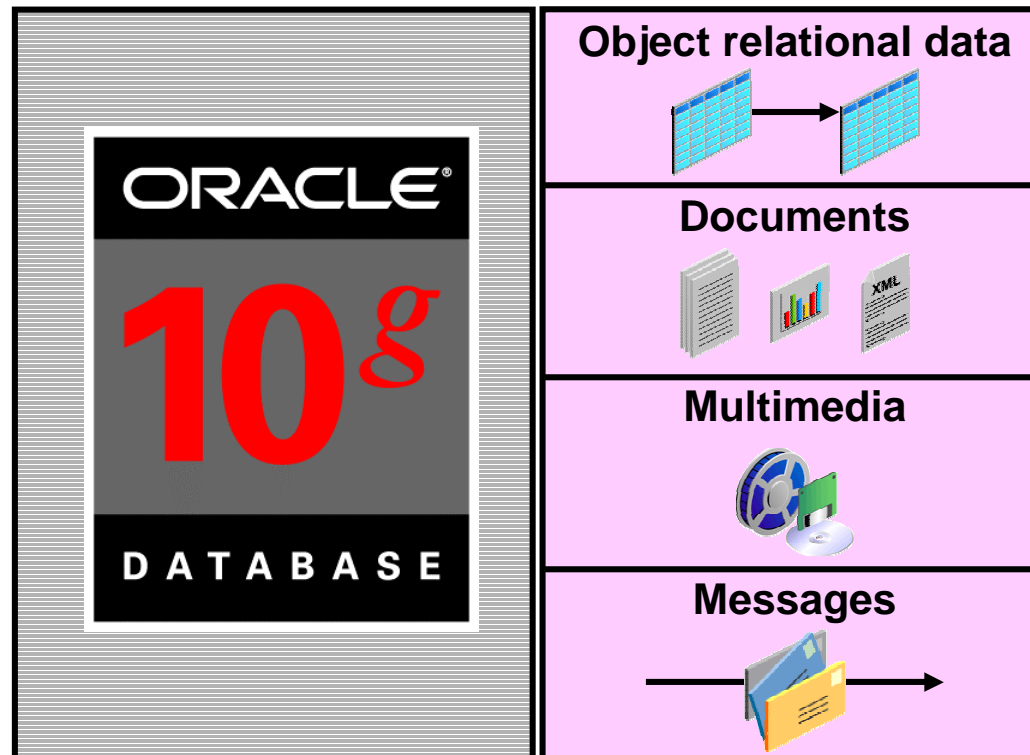 ORACLE®
10g
DATABASE
Object relational data
Documents
XML
Multimedia
Messages